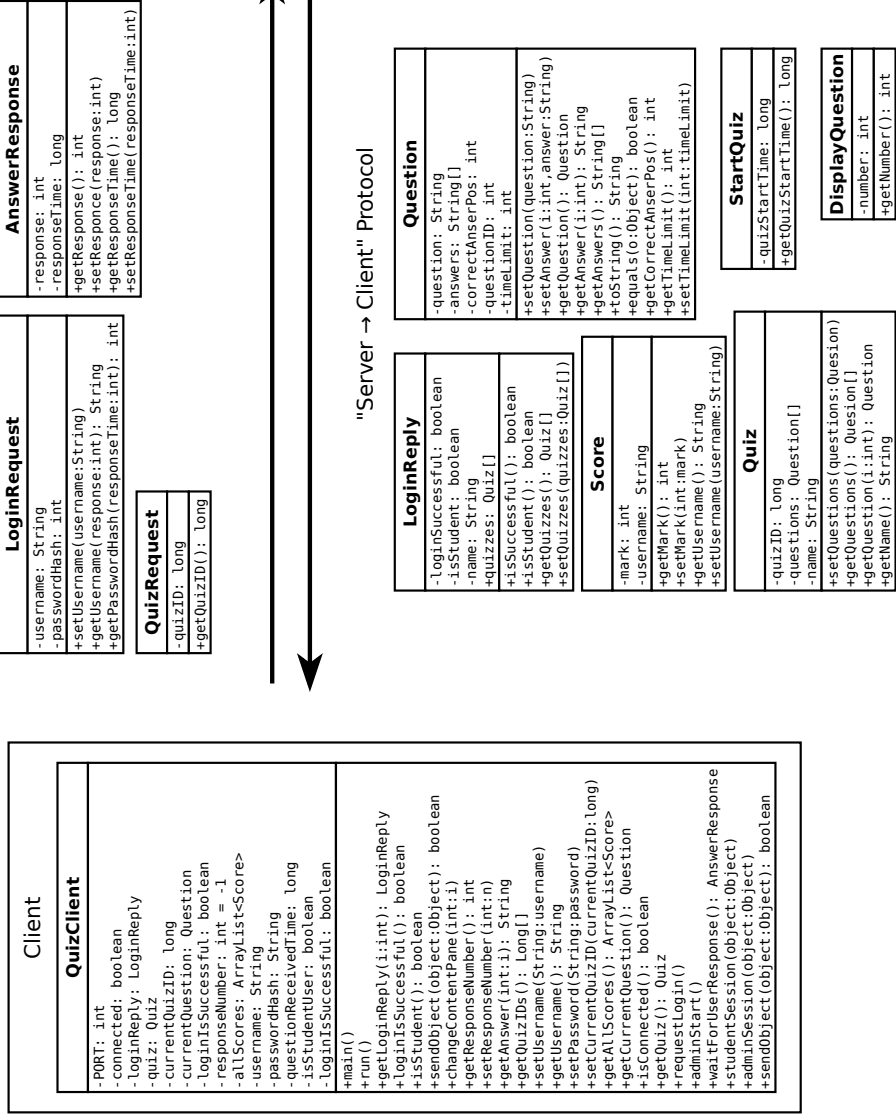 Client
QuizClient
-PORT: int
-connected: boolean
-loginReply: LoginReply
-quiz: Quiz
-currentQuizID: long
-currentQuestion: Question
-loginIsSuccessful: boolean
-responseNumber: int = -1
-allScores: ArrayList<Score>
-username: String
-passwordHash: String
-questionReceivedTime: long
-isStudentUser: boolean
-loginIsSuccessful: boolean
+main()
+run()
+getLoginReply(i:int): LoginReply
+loginIsSuccessful(): boolean
+isStudent(): boolean
+sendObject(object:Object): boolean
+changeContentPane(int:i)
+getResponseNumber(): int
+setResponseNumber(int:n)
+getAnswer(int:i): String
+getQuizIDs(): Long[]
+setUsername(String:username)
+getUsername(): String
+setPassword(String:password)
+setCurrentQuizID(currentQuizID:long)
+getAllScores(): ArrayList<Score>
+getCurrentQuestion(): Question
+isConnected(): boolean
+getQuiz(): Quiz
+requestLogin()
+adminStart()
+waitForUserResponse(): AnswerResponse
+studentSession(object:Object)
+adminSession(object:Object)
+sendObject(object:Object): boolean
LoginRequest
-username: String
-passwordHash: int
+setUsername(username:String)
+getUsername(response:int): String
+getPasswordHash(responseTime:int): int
AnswerResponse
-response: int
-responseTime: long
+getResponse(): int
+setResponce(response:int)
+getResponseTime(): long
+setResponseTime(responseTime:int)
QuizRequest
-quizID: long
+getQuizID(): long
"Server → Client" Protocol
LoginReply
-loginSuccessful: boolean
-isStudent: boolean
-name: String
+quizzes: Quiz[]
+isSuccessful(): boolean
+isStudent(): boolean
+getQuizzes(): Quiz[]
+setQuizzes(quizzes:Quiz[])
Question
-question: String
-answers: String[]
-correctAnserPos: int
-questionID: int
-timeLimit: int
+setQuestion(question:String)
+setAnswer(i:int,answer:String)
+getQuestion(): Question
+getAnswer(i:int): String
+getAnswers(): String[]
+toString(): String
+equals(o:Object): boolean
+getCorrectAnserPos(): int
+getTimeLimit(): int
+setTimeLimit(int:timeLimit)
Score
-mark: int
-username: String
+getMark(): int
+setMark(int:mark)
+getUsername(): String
+setUsername(username:String)
StartQuiz
-quizStartTime: long
+getQuizStartTime(): long
Quiz
-quizID: long
-questions: Question[]
-name: String
+setQuestions(questions:Quesion)
+getQuestions(): Quesion[]
+getQuestion(i:int): Question
+getName(): String
DisplayQuestion
-number: int
+getNumber(): int